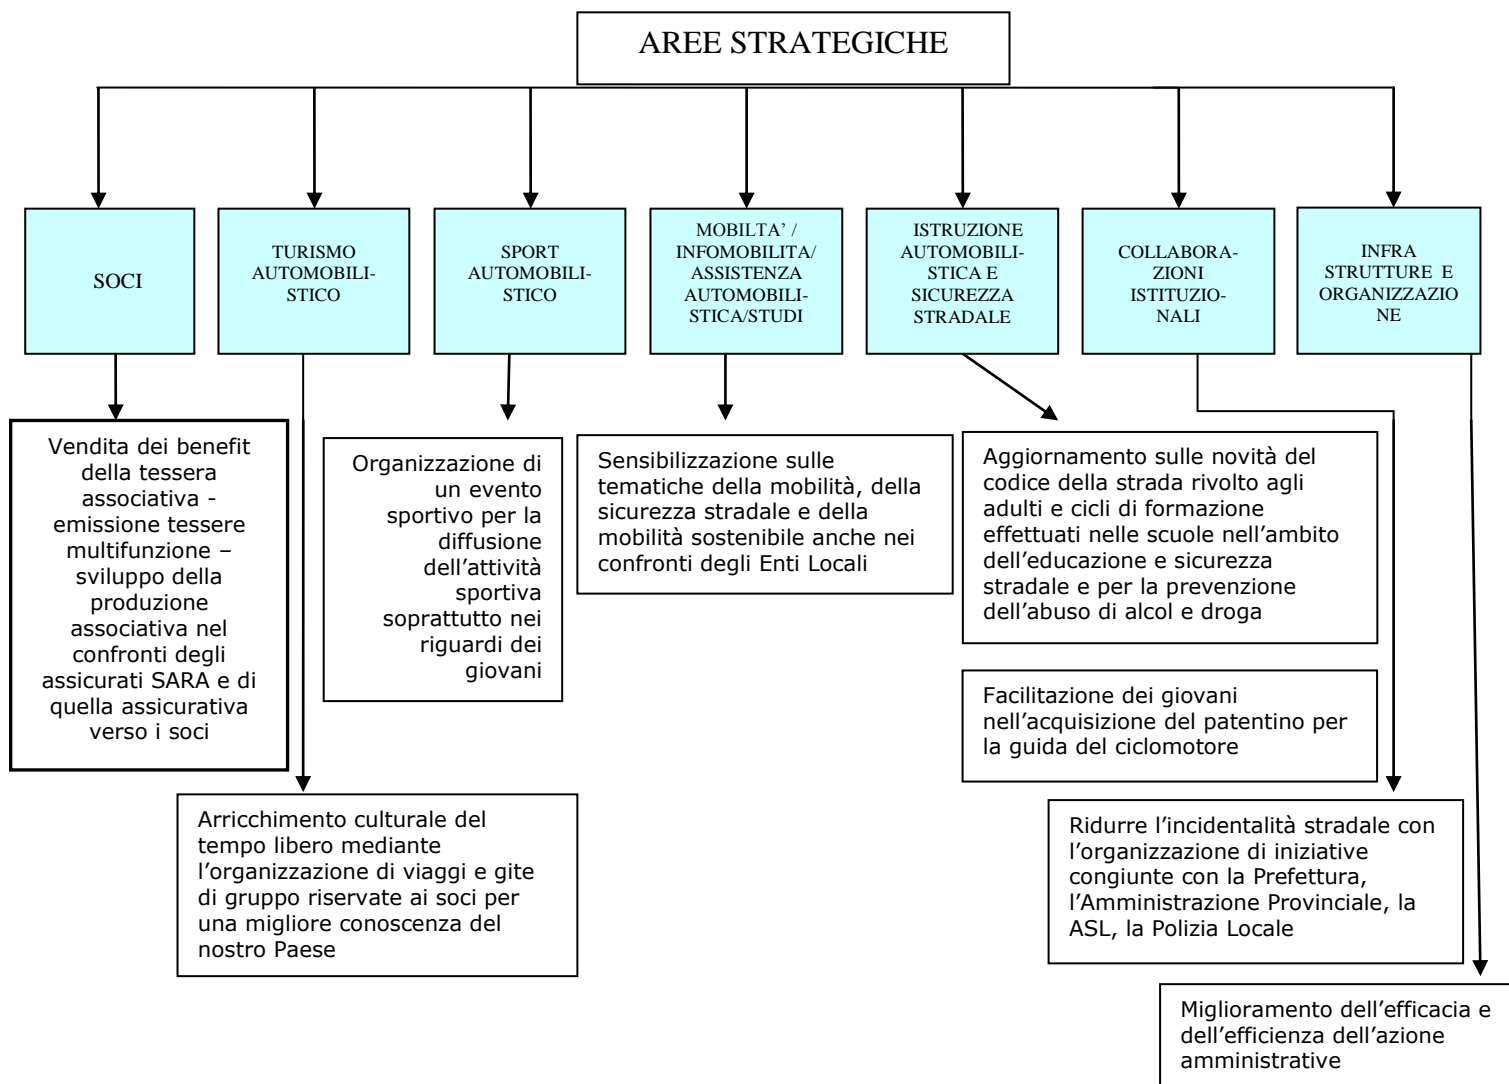 AREE STRATEGICHE
SOCI
TURISMO
AUTOMOBILI-
STICO
SPORT
AUTOMOBILI-
STICO
MOBILTA’ /
INFOMOBILITA/
ASSISTENZA
AUTOMOBILI-
STICA/STUDI
ISTRUZIONE
AUTOMOBILI-
STICA E
SICUREZZA
STRADALE
COLLABORA-
ZIONI
ISTITUZIO-
NALI
INFRA
STRUTTURE E
ORGANIZZAZIO
NE
Vendita dei benefit
della tessera
associativa -
emissione tessere
multifunzione –
sviluppo della
produzione
associativa nel
confronti degli
assicurati SARA e di
quella assicurativa
verso i soci
Organizzazione di
un evento
sportivo per la
diffusione
dell’attività
sportiva
soprattutto nei
riguardi dei
giovani
Sensibilizzazione sulle
tematiche della mobilità, della
sicurezza stradale e della
mobilità sostenibile anche nei
confronti degli Enti Locali
Aggiornamento sulle novità del
codice della strada rivolto agli
adulti e cicli di formazione
effettuati nelle scuole nell’ambito
dell’educazione e sicurezza
stradale e per la prevenzione
dell’abuso di alcol e droga
Facilitazione dei giovani
nell’acquisizione del patentino per
la guida del ciclomotore
Arricchimento culturale del
tempo libero mediante
l’organizzazione di viaggi e gite
di gruppo riservate ai soci per
una migliore conoscenza del
nostro Paese
Ridurre l’incidentalità stradale con
l’organizzazione di iniziative
congiunte con la Prefettura,
l’Amministrazione Provinciale, la
ASL, la Polizia Locale
Miglioramento dell’efficacia e
dell’efficienza dell’azione
amministrative